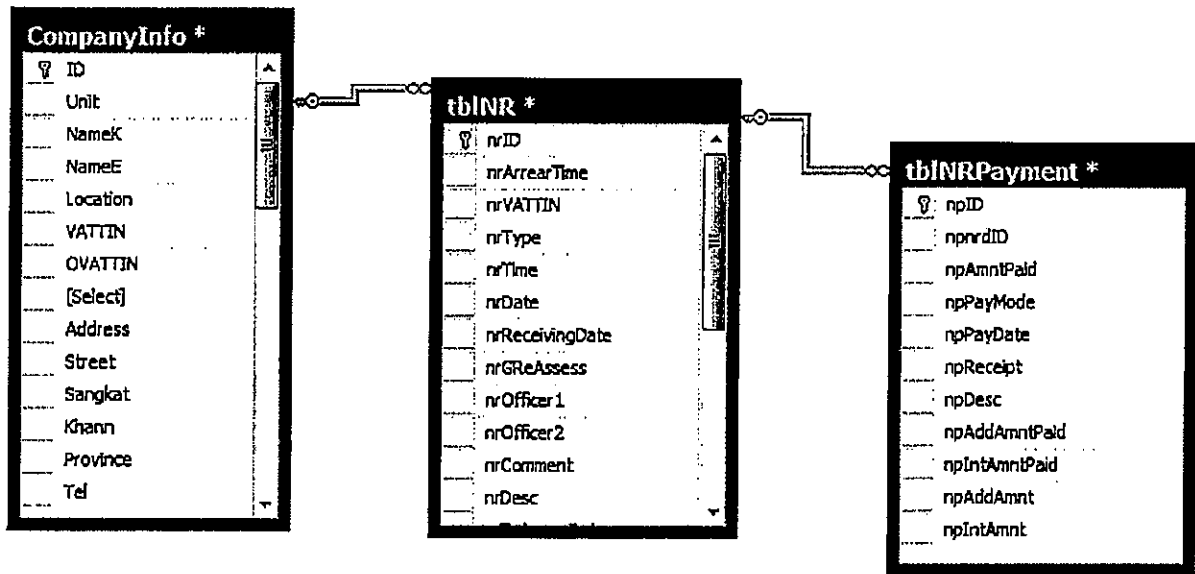 CompanyInfo *
ID
Unit
NameK
NameE
Location
VATTIN
OVATTIN
[Select]
Address
Street
Sangkat
Khann
Province
Tel
tblNR *
nrID
nrArrearTime
nrVATTIN
nrType
nrTime
nrDate
nrReceivingDate
nrGReAssess
nrOfficer1
nrOfficer2
nrComment
nrDesc
tblNRPayment *
npID
npnrdID
npAmntPaid
npPayMode
npPayDate
npReceipt
npDesc
npAddAmntPaid
npIntAmntPaid
npAddAmnt
npIntAmnt